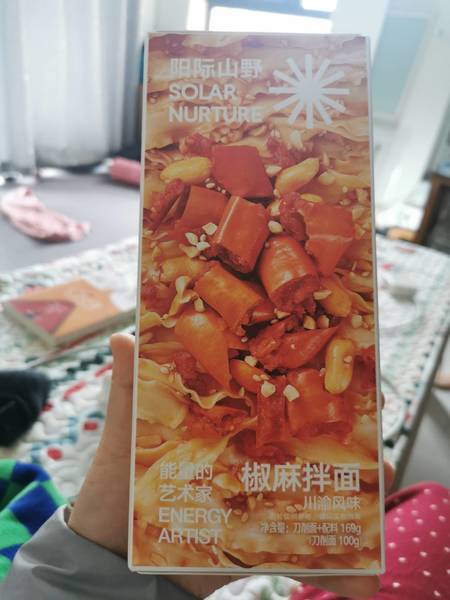 阳际山野
SOLAR
NURTURE
能量的
艺术家
ENERGY
ARTIST
椒麻拌面
川渝风味
净含量：刀削面+配料 169g
刀削面 100g